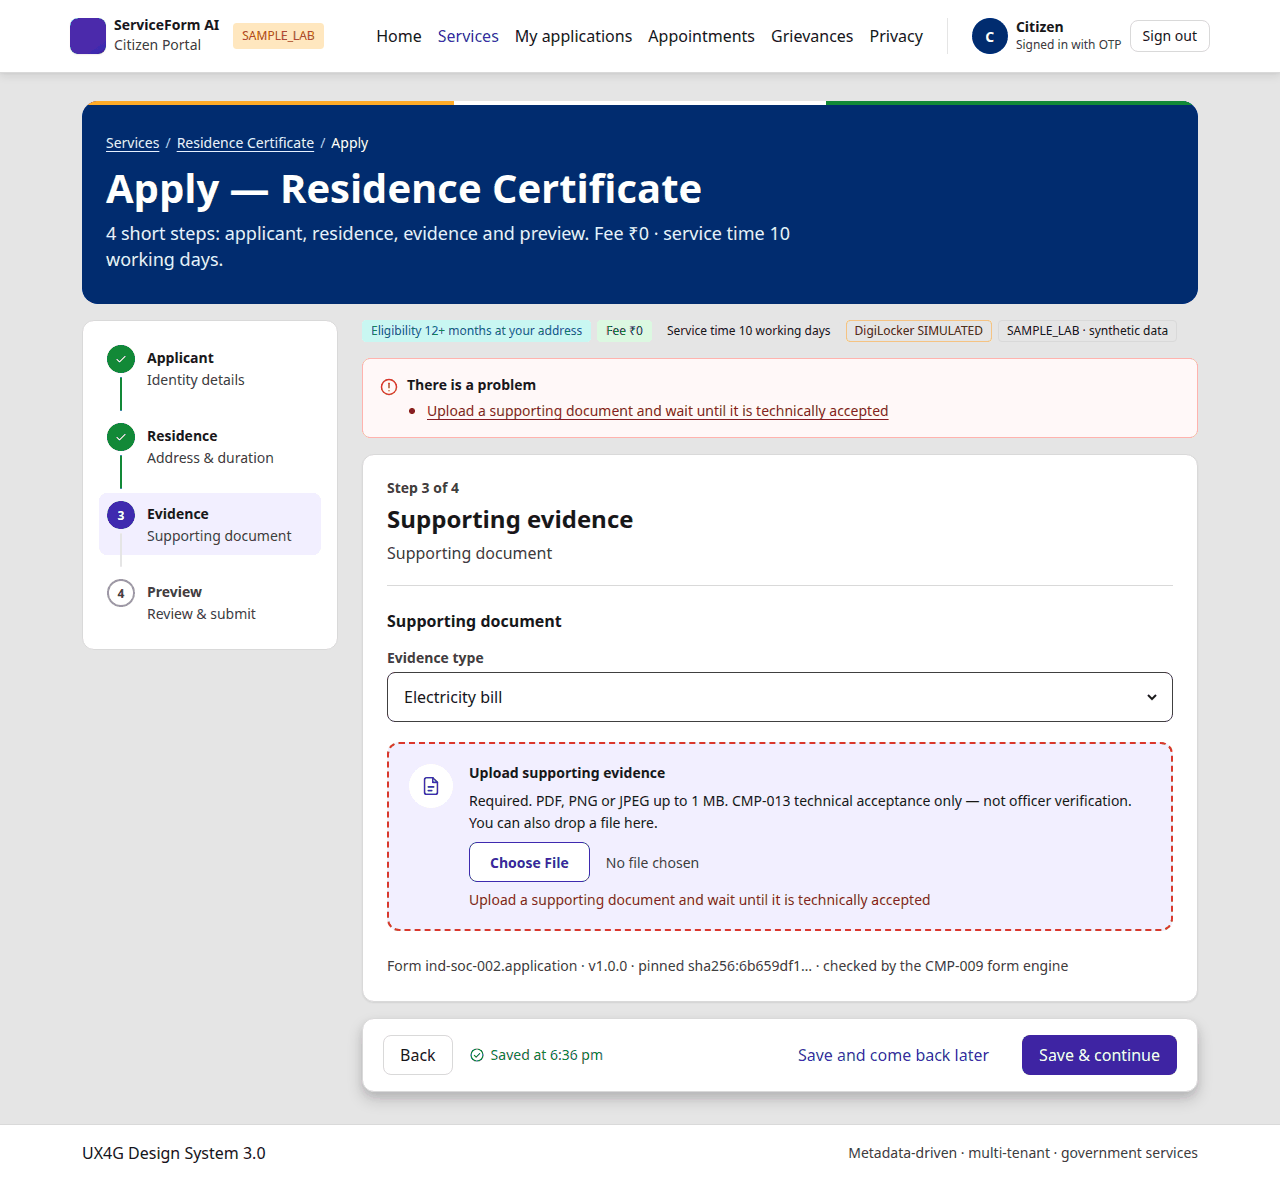 ServiceForm AI
Citizen Portal
SAMPLE_LAB
Home
Services
My applications
Appointments
Grievances
Privacy
C
Citizen
Signed in with OTP
Sign out
Services / Residence Certificate / Apply
Apply — Residence Certificate
4 short steps: applicant, residence, evidence and preview. Fee ₹0 · service time 10
working days.
Applicant
Identity details
Residence
Address & duration
3
Evidence
Supporting document
4
Preview
Review & submit
Eligibility 12+ months at your address
Fee ₹0
Service time 10 working days
DigiLocker SIMULATED
SAMPLE_LAB · synthetic data
There is a problem
Upload a supporting document and wait until it is technically accepted
Step 3 of 4
Supporting evidence
Supporting document
Supporting document
Evidence type
Electricity bill
Upload supporting evidence
Required. PDF, PNG or JPEG up to 1 MB. CMP-013 technical acceptance only — not officer verification.
You can also drop a file here.
Choose File
No file chosen
Upload a supporting document and wait until it is technically accepted
Form ind-soc-002.application · v1.0.0 · pinned sha256:6b659df1… · checked by the CMP-009 form engine
Back
Saved at 6:36 pm
Save and come back later
Save & continue
UX4G Design System 3.0
Metadata-driven · multi-tenant · government services